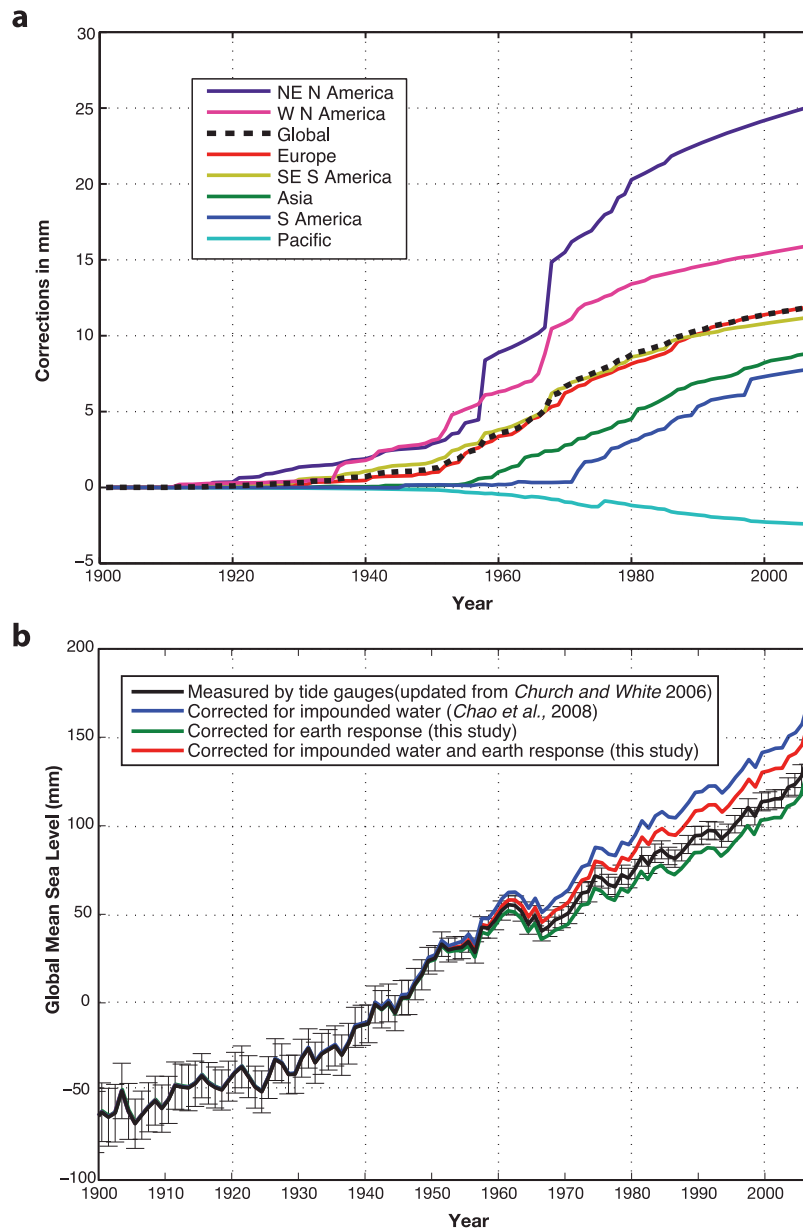 a
30
25
20
15
10
5
0
−5
Corrections in mm
NE N America
W N America
Global
Europe
SE S America
Asia
S America
Pacific
1900
1920
1940
1960
1980
2000
Year
b
200
150
100
50
0
−50
−100
Global Mean Sea Level (mm)
Measured by tide gauges(updated from Church and White 2006)
Corrected for impounded water (Chao et al., 2008)
Corrected for earth response (this study)
Corrected for impounded water and earth response (this study)
1900
1910
1920
1930
1940
1950
1960
1970
1980
1990
2000
Year